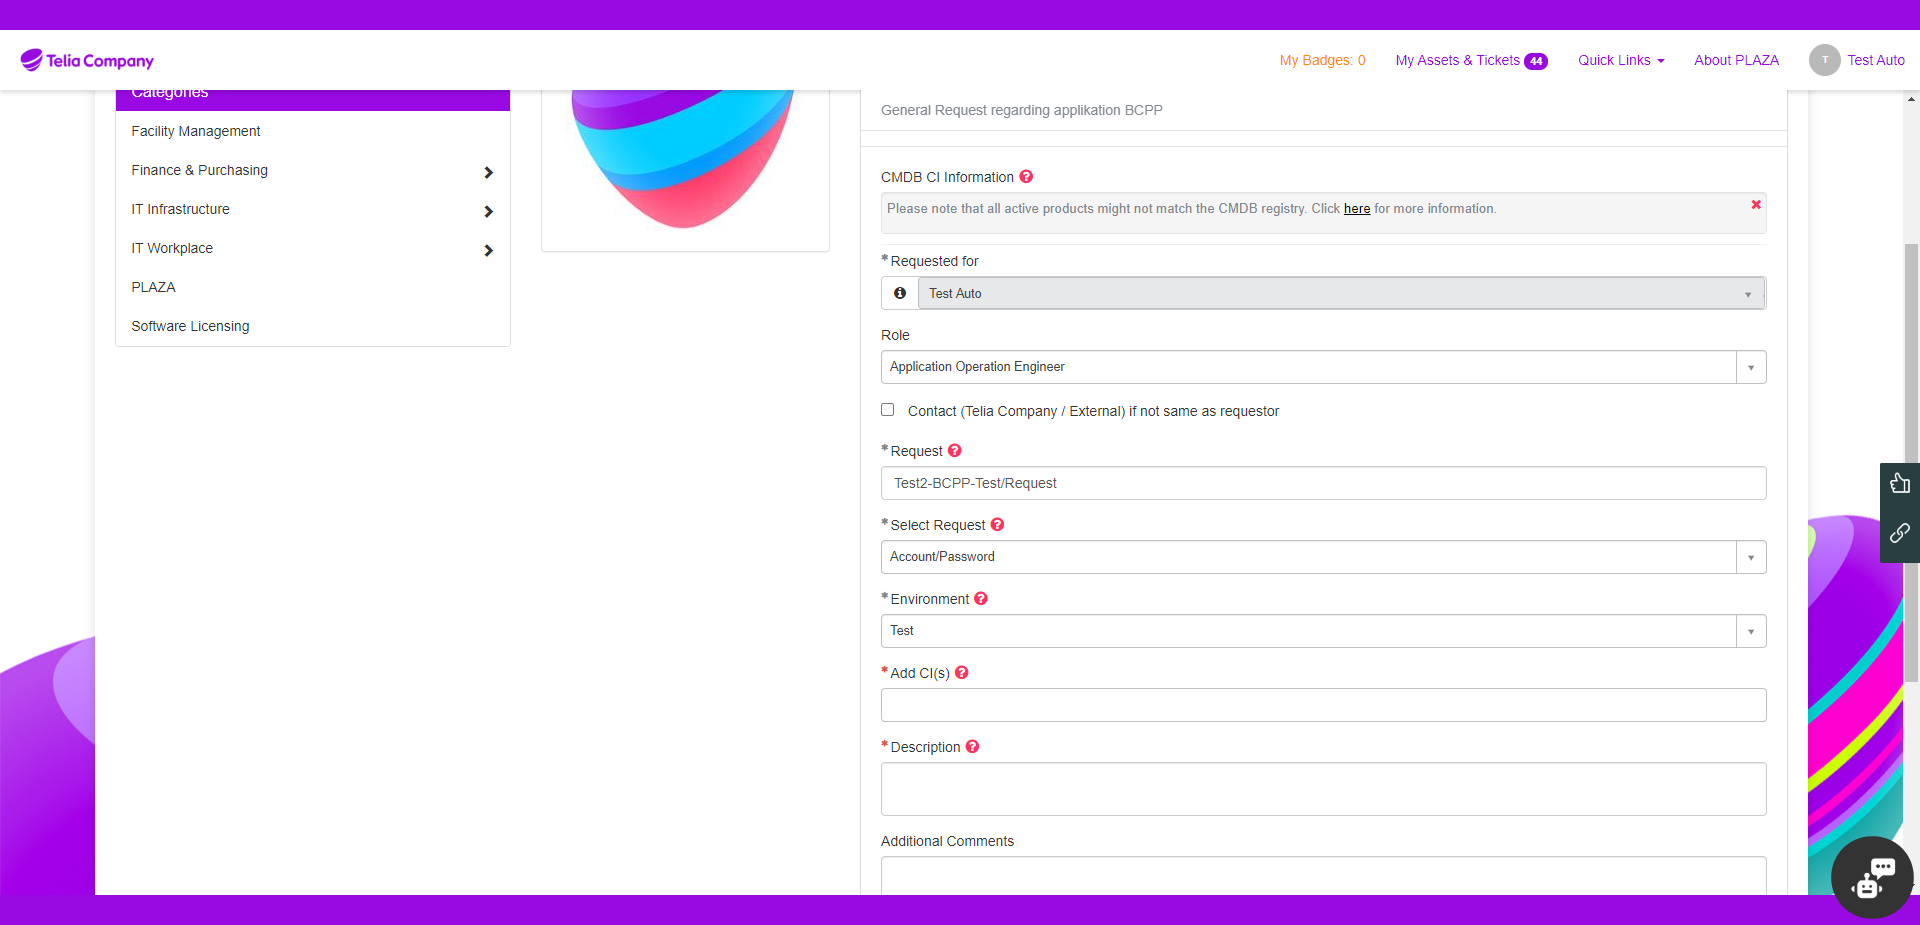 Telia Company
My Badges: 0
My Assets & Tickets 44
Quick Links
About PLAZA
T
Test Auto
Categories
Facility Management
Finance & Purchasing
IT Infrastructure
IT Workplace
PLAZA
Software Licensing
General Request regarding applikation BCPP
CMDB CI Information
Please note that all active products might not match the CMDB registry. Click here for more information.
* Requested for
Test Auto
Role
Application Operation Engineer
Contact (Telia Company / External) if not same as requestor
* Request
Test2-BCPP-Test/Request
* Select Request
Account/Password
* Environment
Test
* Add CI(s)
* Description
Additional Comments